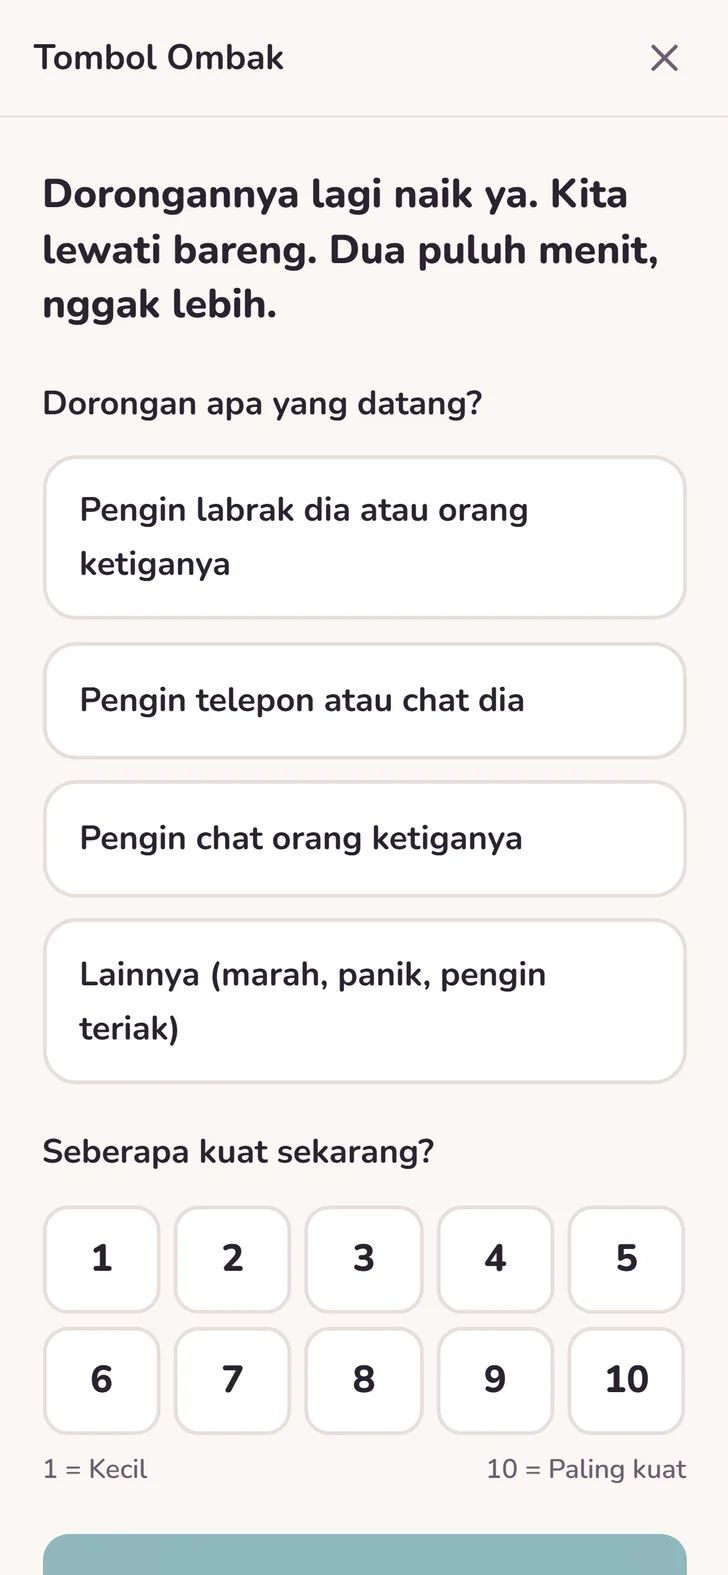 Tombol Ombak
Dorongannya lagi naik ya. Kita
lewati bareng. Dua puluh menit,
nggak lebih.
Dorongan apa yang datang?
Pengin labrak dia atau orang
ketiganya
Pengin telepon atau chat dia
Pengin chat orang ketiganya
Lainnya (marah, panik, pengin
teriak)
Seberapa kuat sekarang?
1 2 3 4 5
6 7 8 9 10
1 = Kecil 10 = Paling kuat